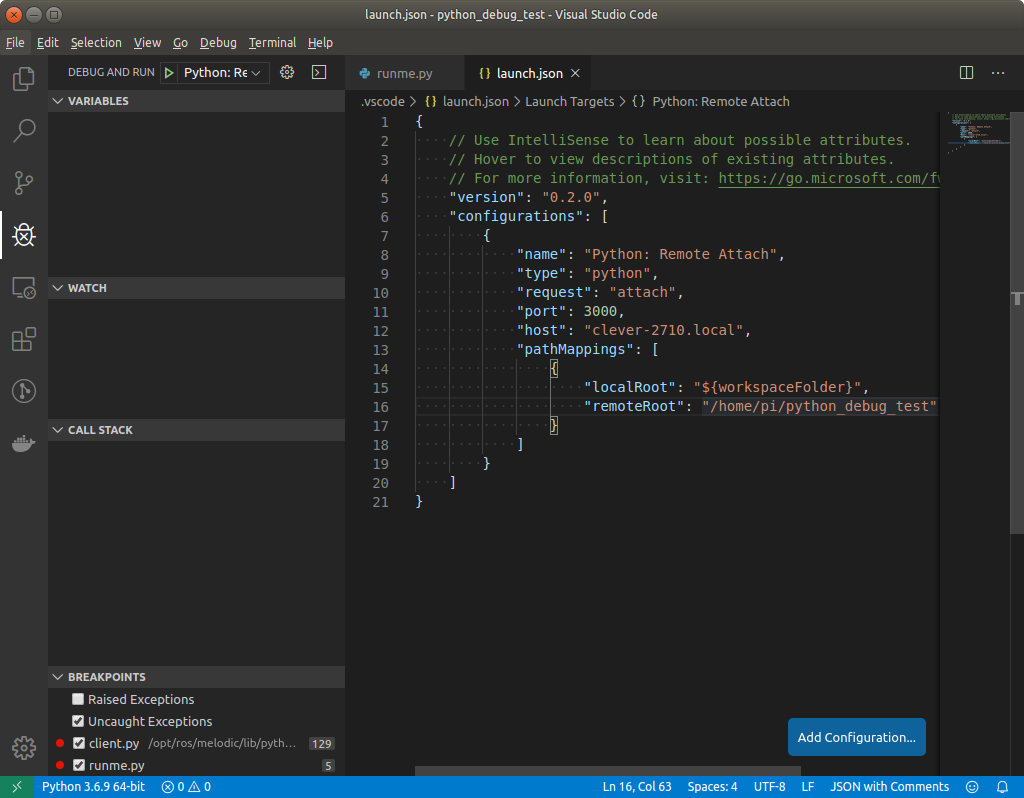 launch.json - python_debug_test - Visual Studio Code
File Edit Selection View Go Debug Terminal Help
DEBUG AND RUN Python: Re
runme.py {} launch.json
.vscode > {} launch.json > Launch Targets > {} Python: Remote Attach
VARIABLES
WATCH
CALL STACK
BREAKPOINTS
Raised Exceptions
Uncaught Exceptions
client.py /opt/ros/melodic/lib/pyth... 129
runme.py 5
1 {
2 // Use IntelliSense to learn about possible attributes.
3 // Hover to view descriptions of existing attributes.
4 // For more information, visit: https://go.microsoft.com/fw
5 "version": "0.2.0",
6 "configurations": [
7 {
8 "name": "Python: Remote Attach",
9 "type": "python",
10 "request": "attach",
11 "port": 3000,
12 "host": "clever-2710.local",
13 "pathMappings": [
14 {
15 "localRoot": "${workspaceFolder}",
16 "remoteRoot": "/home/pi/python_debug_test"
17 }
18 ]
19 }
20 ]
21 }
Add Configuration...
Python 3.6.9 64-bit 0 0 Ln 16, Col 63 Spaces: 4 UTF-8 LF JSON with Comments